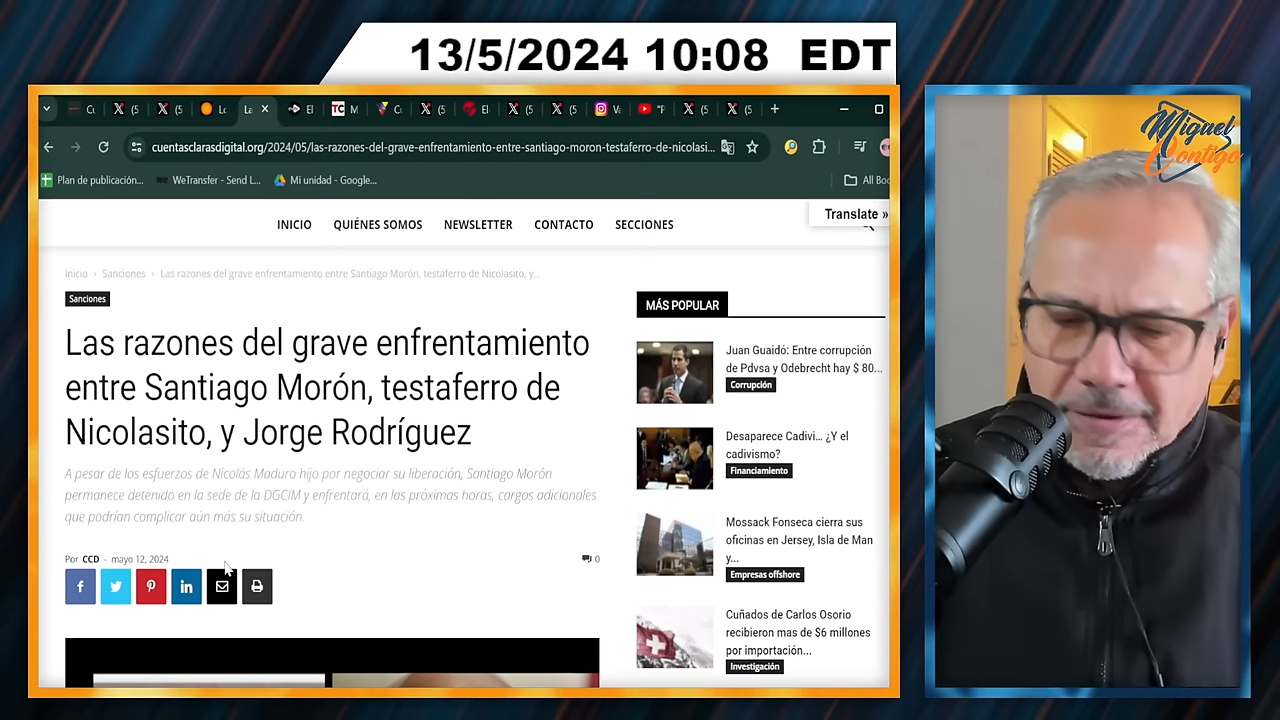 13/5/2024 10:08 EDT
Miguel
Contigo
cuentasclarasdigital.org/2024/05/las-razones-del-grave-enfrentamiento-entre-santiago-moron-testaferro-de-nicolasi...
Plan de publicación...
WeTransfer - Send L...
Mi unidad - Google...
All Boo
Translate »
INICIO
QUIÉNES SOMOS
NEWSLETTER
CONTACTO
SECCIONES
Inicio › Sanciones › Las razones del grave enfrentamiento entre Santiago Morón, testaferro de Nicolasito, y...
Sanciones
Las razones del grave enfrentamiento
entre Santiago Morón, testaferro de
Nicolasito, y Jorge Rodríguez
A pesar de los esfuerzos de Nicolás Maduro hijo por negociar su liberación, Santiago Morón
permanece detenido en la sede de la DGCIM y enfrentará, en las próximas horas, cargos adicionales
que podrían complicar aún más su situación.
Por CCD - mayo 12, 2024
0
MÁS POPULAR
Juan Guaidó: Entre corrupción
de Pdvsa y Odebrecht hay $ 80...
Corrupción
Desaparece Cadivi... ¿Y el
cadivismo?
Financiamiento
Mossack Fonseca cierra sus
oficinas en Jersey, Isla de Man
y...
Empresas offshore
Cuñados de Carlos Osorio
recibieron mas de $6 millones
por importación...
Investigación